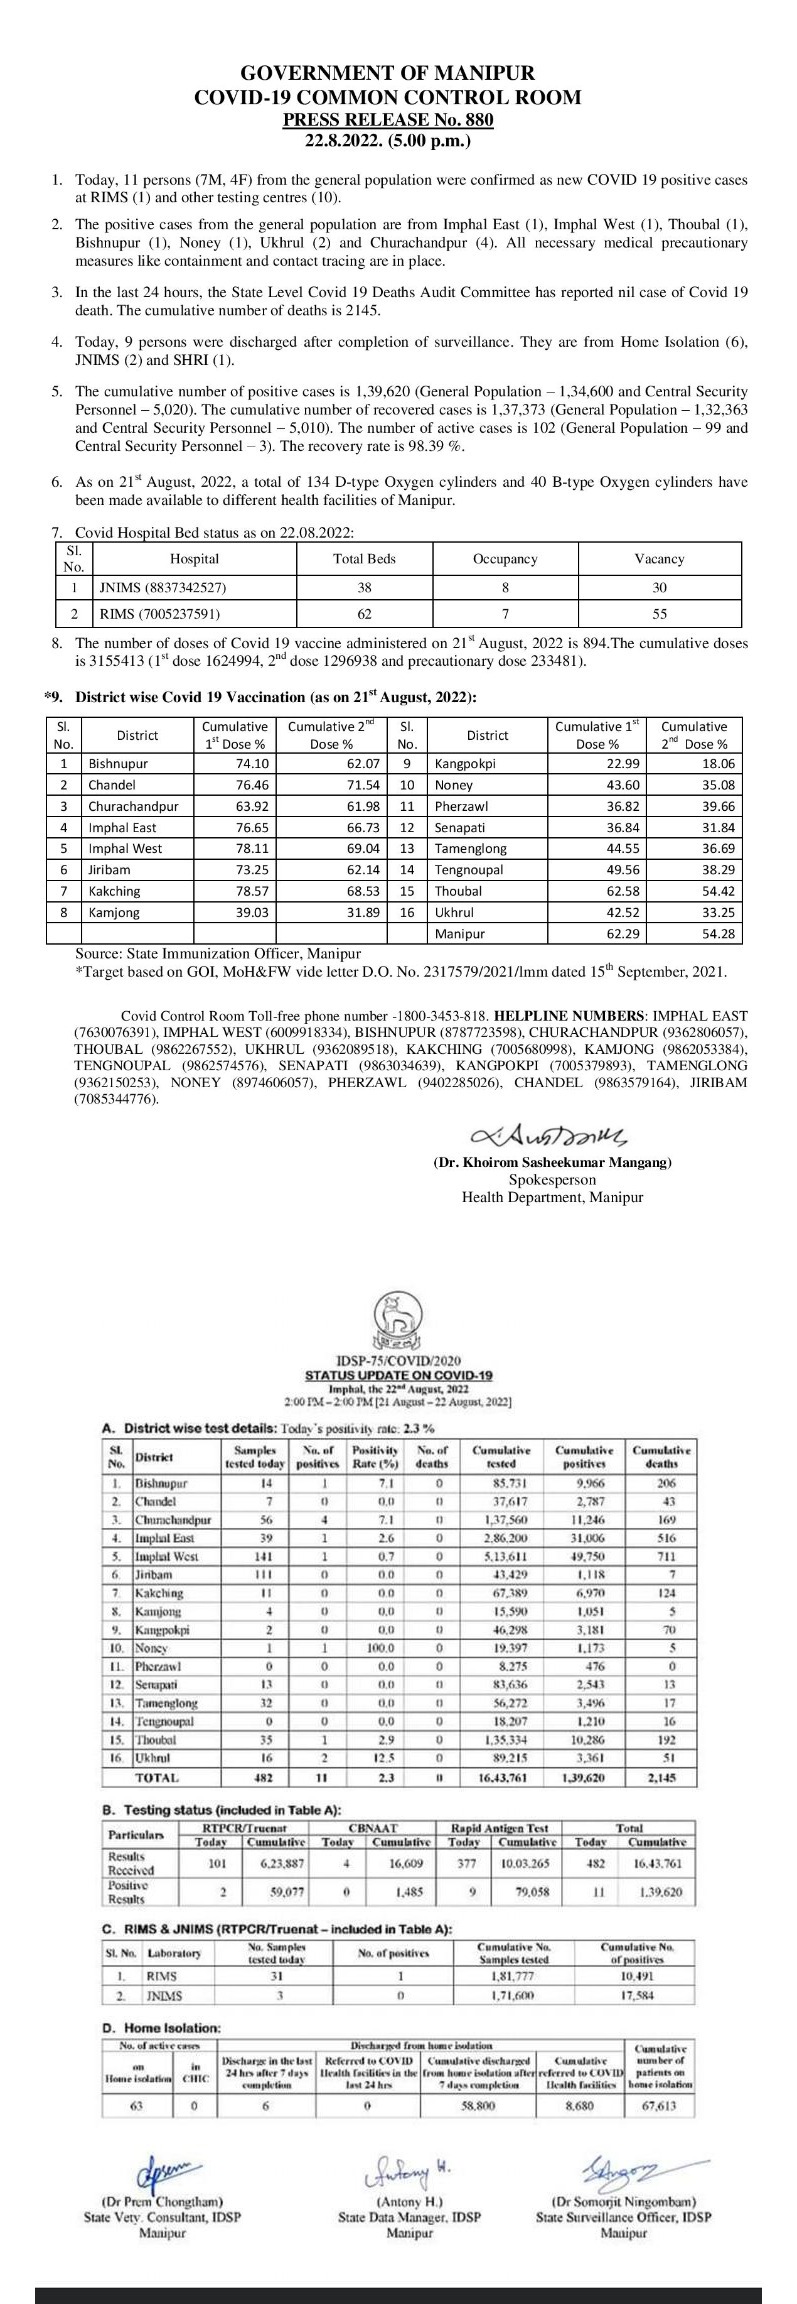 GOVERNMENT OF MANIPUR
COVID-19 COMMON CONTROL ROOM
PRESS RELEASE No. 880
22.8.2022. (5.00 p.m.)
1. Today, 11 persons (7M, 4F) from the general population were confirmed as new COVID 19 positive cases
at RIMS (1) and other testing centres (10).
2. The positive cases from the general population are from Imphal East (1), Imphal West (1), Thoubal (1),
Bishnupur (1), Noney (1), Ukhrul (2) and Churachandpur (4). All necessary medical precautionary
measures like containment and contact tracing are in place.
3. In the last 24 hours, the State Level Covid 19 Deaths Audit Committee has reported nil case of Covid 19
death. The cumulative number of deaths is 2145.
4. Today, 9 persons were discharged after completion of surveillance. They are from Home Isolation (6),
JNIMS (2) and SHRI (1).
5. The cumulative number of positive cases is 1,39,620 (General Population – 1,34,600 and Central Security
Personnel – 5,020). The cumulative number of recovered cases is 1,37,373 (General Population – 1,32,363
and Central Security Personnel – 5,010). The number of active cases is 102 (General Population – 99 and
Central Security Personnel – 3). The recovery rate is 98.39 %.
6. As on 21st August, 2022, a total of 134 D-type Oxygen cylinders and 40 B-type Oxygen cylinders have
been made available to different health facilities of Manipur.
7. Covid Hospital Bed status as on 22.08.2022:
Sl. No. Hospital Total Beds Occupancy Vacancy
1 JNIMS (8837342527) 38 8 30
2 RIMS (7005237591) 62 7 55
8. The number of doses of Covid 19 vaccine administered on 21st August, 2022 is 894.The cumulative doses
is 3155413 (1st dose 1624994, 2nd dose 1296938 and precautionary dose 233481).
*9. District wise Covid 19 Vaccination (as on 21st August, 2022):
Sl. No. District Cumulative 1st Dose % Cumulative 2nd Dose % Sl. No. District Cumulative 1st Dose % Cumulative 2nd Dose %
1 Bishnupur 74.10 62.07 9 Kangpokpi 22.99 18.06
2 Chandel 76.46 71.54 10 Noney 43.60 35.08
3 Churachandpur 63.92 61.98 11 Pherzawl 36.82 39.66
4 Imphal East 76.65 66.73 12 Senapati 36.84 31.84
5 Imphal West 78.11 69.04 13 Tamenglong 44.55 36.69
6 Jiribam 73.25 62.14 14 Tengnoupal 49.56 38.29
7 Kakching 78.57 68.53 15 Thoubal 62.58 54.42
8 Kamjong 39.03 31.89 16 Ukhrul 42.52 33.25
Manipur 62.29 54.28
Source: State Immunization Officer, Manipur
*Target based on GOI, MoH&FW vide letter D.O. No. 2317579/2021/Imm dated 15th September, 2021.
Covid Control Room Toll-free phone number -1800-3453-818. HELPLINE NUMBERS: IMPHAL EAST
(7630076391), IMPHAL WEST (6009918334), BISHNUPUR (8787723598), CHURACHANDPUR (9362806057),
THOUBAL (9862267552), UKHRUL (9362089518), KAKCHING (7005680998), KAMJONG (9862053384),
TENGNOUPAL (9862574576), SENAPATI (9863034639), KANGPOKPI (7005379893), TAMENGLONG
(9362150253), NONEY (8974606057), PHERZAWL (9402285026), CHANDEL (9863579164), JIRIBAM
(7085344776).
(Dr. Khoirom Sasheekumar Mangang)
Spokesperson
Health Department, Manipur
IDSP-75/COVID/2020
STATUS UPDATE ON COVID-19
Imphal, the 22nd August, 2022
2:00 PM – 2:00 PM [21 August – 22 August, 2022]
A. District wise test details: Today's positivity rate: 2.3 %
Sl. No. District Samples tested today No. of positives Positivity Rate (%) No. of deaths Cumulative tested Cumulative positives Cumulative deaths
1. Bishnupur 14 1 7.1 0 85,731 9,966 206
2. Chandel 7 0 0.0 0 37,617 2,787 43
3. Churachandpur 56 4 7.1 0 1,37,560 11,246 169
4. Imphal East 39 1 2.6 0 2,86,200 31,006 516
5. Imphal West 141 1 0.7 0 5,13,611 49,750 711
6. Jiribam 111 0 0.0 0 43,429 1,118 7
7. Kakching 11 0 0.0 0 67,389 6,970 124
8. Kamjong 4 0 0.0 0 15,590 1,051 5
9. Kangpokpi 2 0 0.0 0 46,298 3,181 70
10. Noney 1 1 100.0 0 19,397 1,173 5
11. Pherzawl 0 0 0.0 0 8,275 476 0
12. Senapati 13 0 0.0 0 83,636 2,543 13
13. Tamenglong 32 0 0.0 0 56,272 3,496 17
14. Tengnoupal 0 0 0.0 0 18,207 1,210 16
15. Thoubal 35 1 2.9 0 1,35,334 10,286 192
16. Ukhrul 16 2 12.5 0 89,215 3,361 51
TOTAL 482 11 2.3 0 16,43,761 1,39,620 2,145
B. Testing status (included in Table A):
Particulars RTPCR/Truenat CBNAAT Rapid Antigen Test Total
Today Cumulative Today Cumulative Today Cumulative Today Cumulative
Results Received 101 6,23,887 4 16,609 377 10,03,265 482 16,43,761
Positive Results 2 59,077 0 1,485 9 79,058 11 1,39,620
C. RIMS & JNIMS (RTPCR/Truenat – included in Table A):
Sl. No. Laboratory No. Samples tested today No. of positives Cumulative No. Samples tested Cumulative No. of positives
1. RIMS 31 1 1,81,777 10,491
2. JNIMS 3 0 1,71,600 17,584
D. Home Isolation:
No. of active cases Discharged from home isolation Cumulative number of patients on home isolation
on Home isolation in CHIC Discharge in the last 24 hrs after 7 days completion Referred to COVID Health facilities in the last 24 hrs Cumulative discharged from home isolation after 7 days completion Cumulative referred to COVID Health facilities
63 0 6 0 58,800 8,680 67,613
(Dr Prem Chongtham) (Antony H.) (Dr Somorjit Ningombam)
State Vety. Consultant, IDSP State Data Manager, IDSP State Surveillance Officer, IDSP
Manipur Manipur Manipur